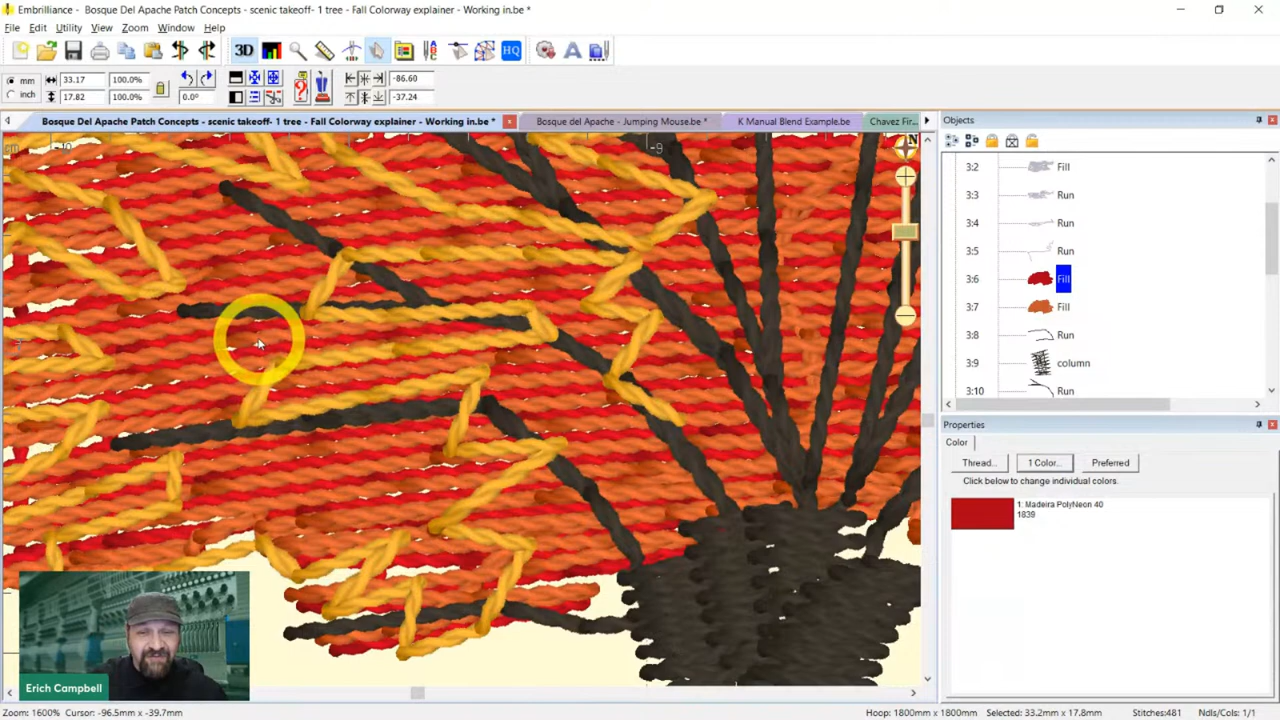 Embrilliance - Bosque Del Apache Patch Concepts - scenic takeoff- 1 tree - Fall Colorway explainer - Working in.be *
File Edit Utility View Zoom Window Help
3D ABC HQ A
mm 33.17 100.0% -86.60
inch 17.82 100.0% 0.0° -37.24
Bosque Del Apache Patch Concepts - scenic takeoff- 1 tree - Fall Colorway explainer - Working in.be * Bosque del Apache - Jumping Mouse.be * K Manual Blend Example.be Chavez Fir...
cm -10 -9 N
Objects
3:2 Fill
3:3 Run
3:4 Run
3:5 Run
3:6 Fill
3:7 Fill
3:8 Run
3:9 column
3:10 Run
Properties
Color
Thread... 1 Color... Preferred
Click below to change individual colors.
1: Madeira PolyNeon 40
1839
Erich Campbell
Zoom: 1600% Cursor: -96.5mm x -39.7mm Hoop: 1800mm x 1800mm Selected: 33.2mm x 17.8mm Stitches:481 Ndls/Cols: 1/1